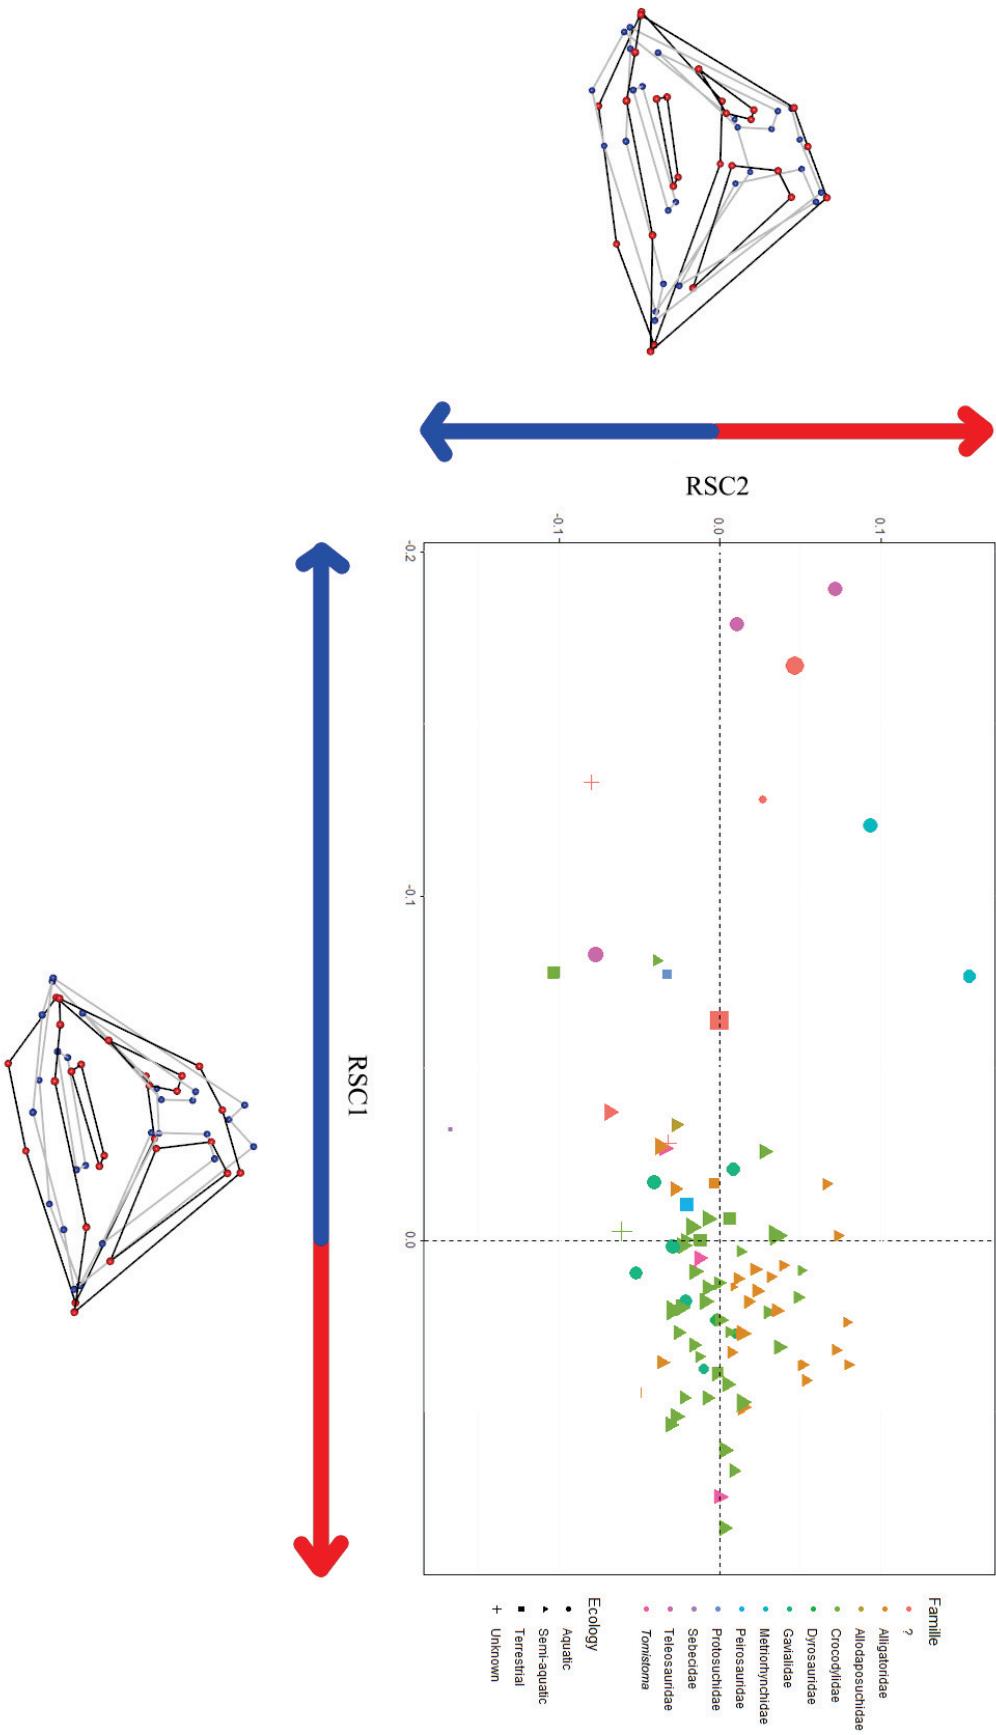 RSC2
0.1
0.0
-0.1
-0.2
-0.1
0.0
RSC1
Famille
?
Alligatoridae
Allodaposuchidae
Crocodylidae
Dyrosauridae
Gavialidae
Metriorhynchidae
Peirosauridae
Protosuchidae
Sebecidae
Teleosauridae
Tomistoma
Ecology
Aquatic
Semi-aquatic
Terrestrial
Unknown